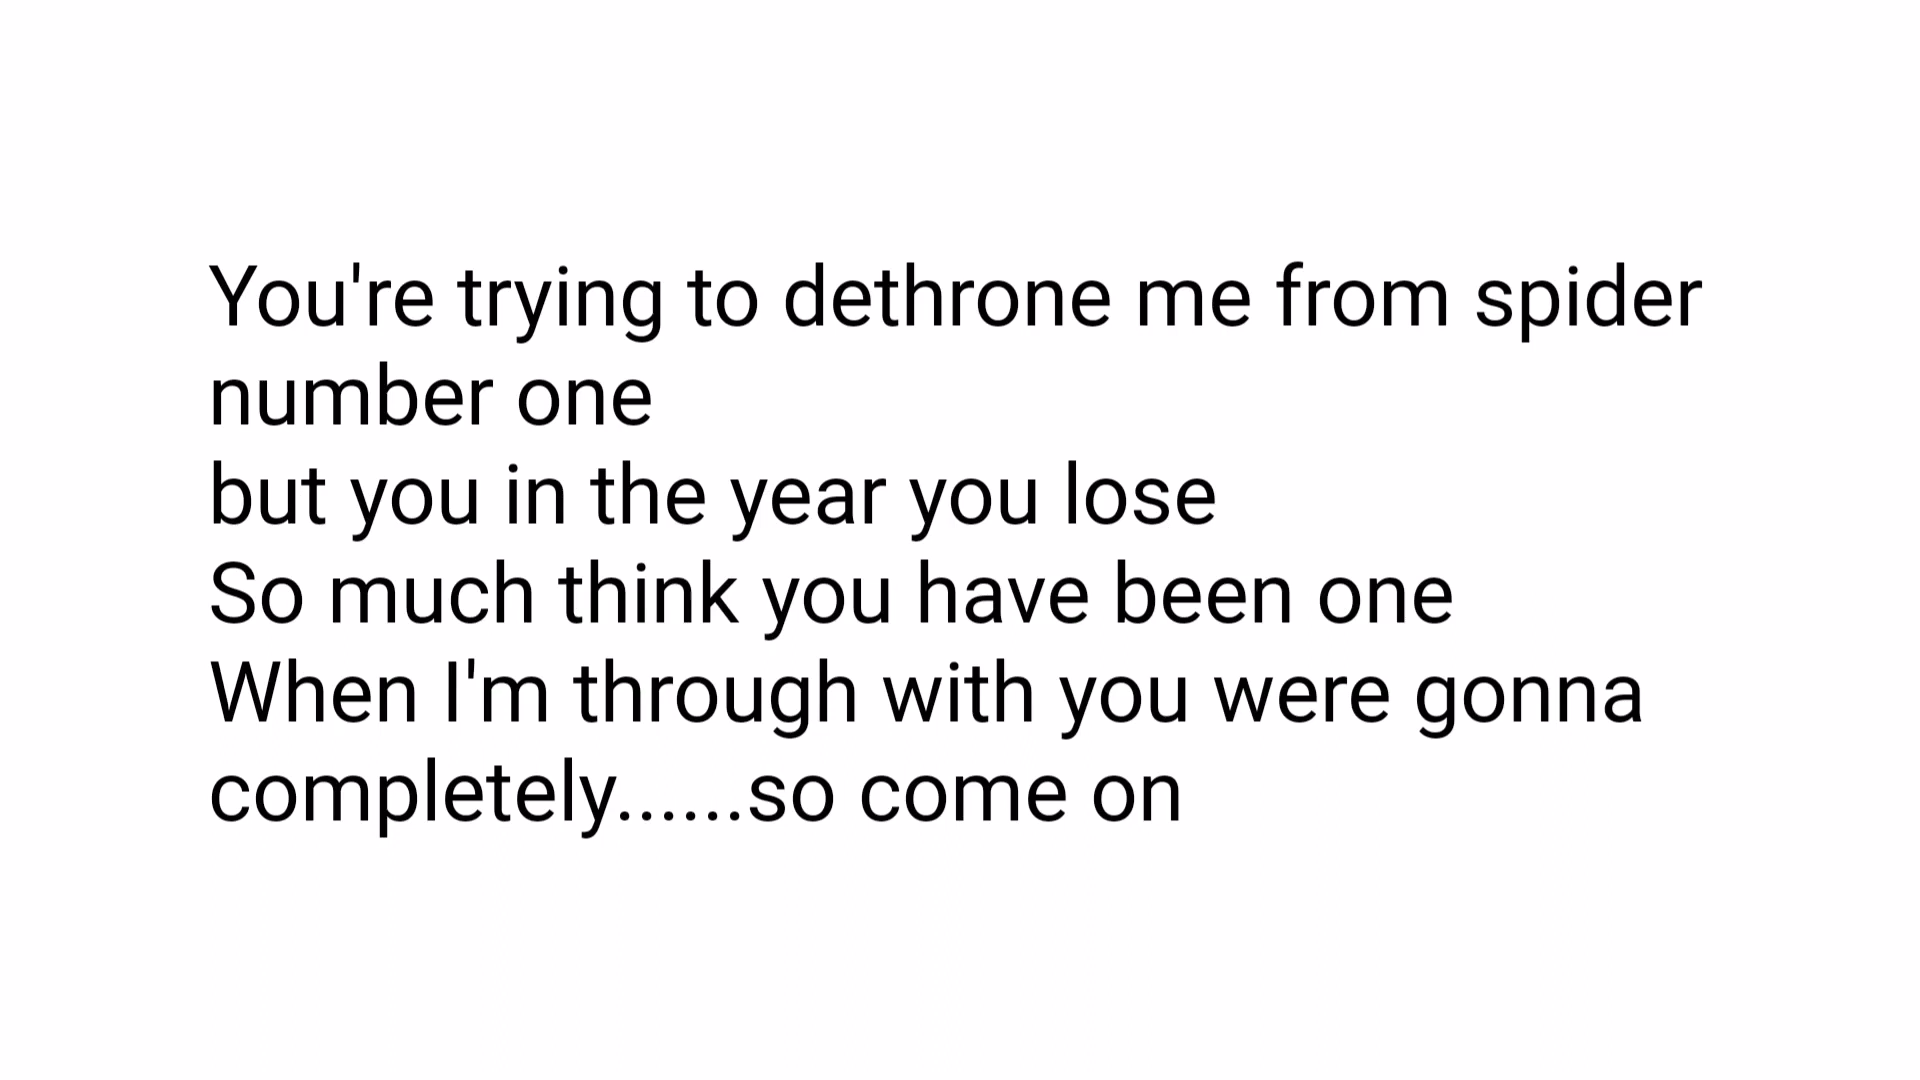 You're trying to dethrone me from spider
number one
but you in the year you lose
So much think you have been one
When I'm through with you were gonna
completely......so come on